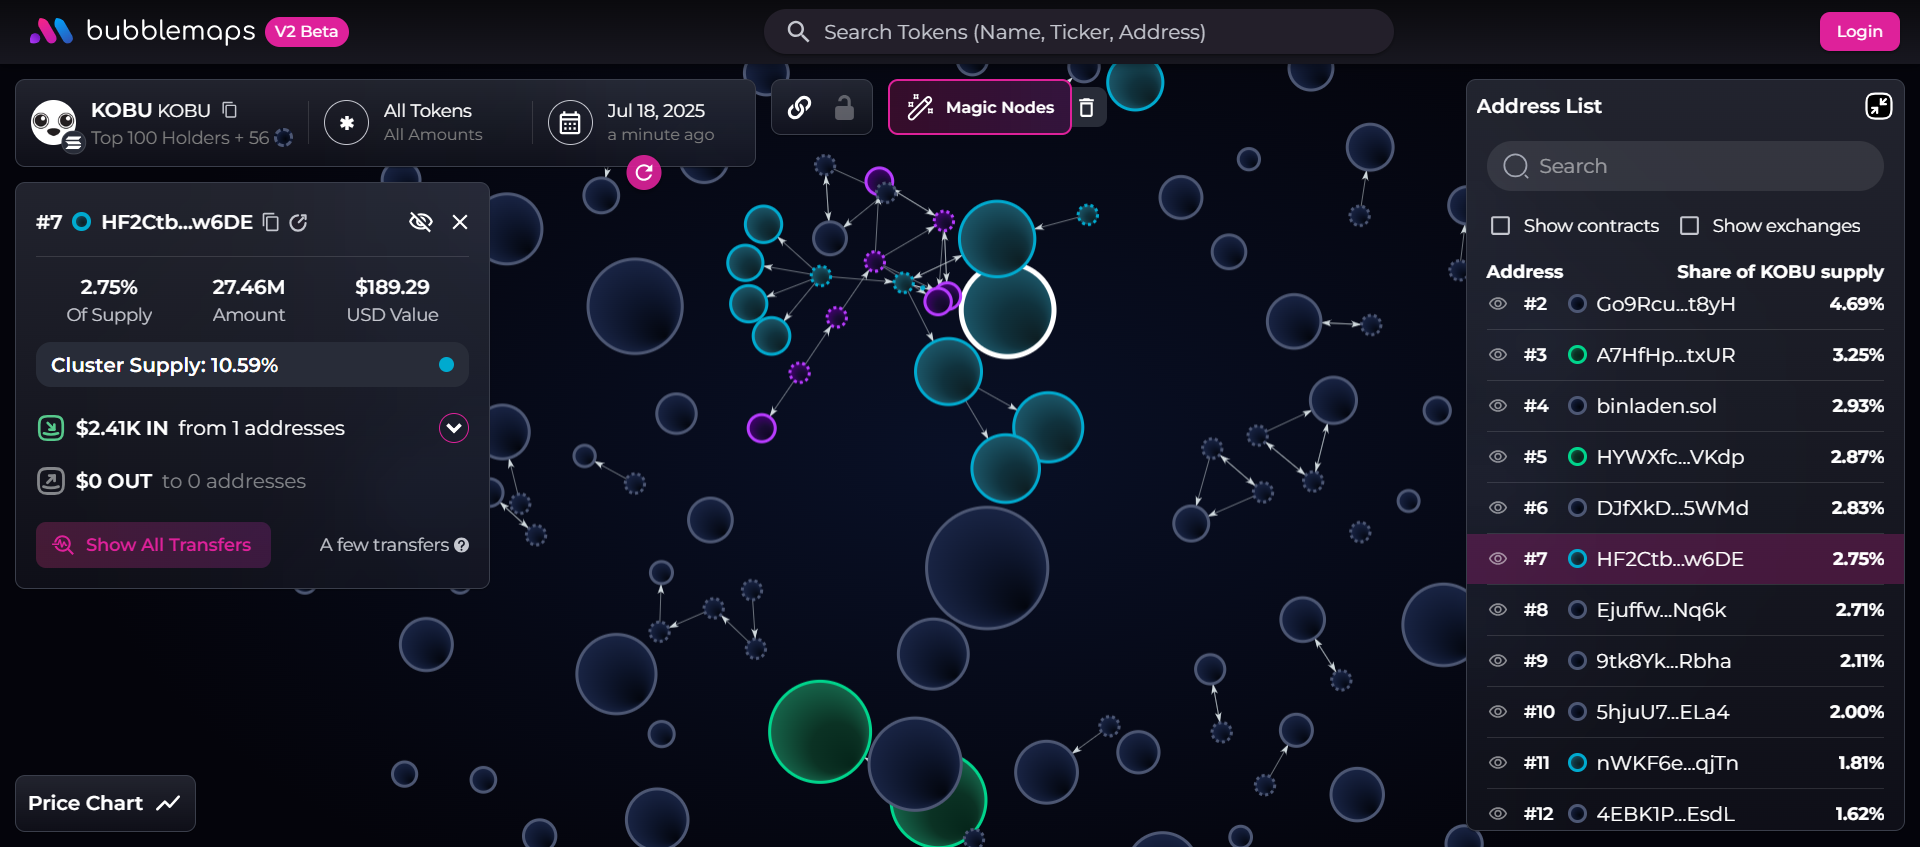 bubblemaps V2 Beta
Search Tokens (Name, Ticker, Address)
Login
KOBU KOBU
Top 100 Holders + 56
All Tokens
All Amounts
Jul 18, 2025
a minute ago
Magic Nodes
#7 HF2Ctb...w6DE
2.75% 27.46M $189.29
Of Supply Amount USD Value
Cluster Supply: 10.59%
$2.41K IN from 1 addresses
$0 OUT to 0 addresses
Show All Transfers A few transfers ?
Price Chart
Address List
Search
Show contracts Show exchanges
Address Share of KOBU supply
#2 Go9Rcu...t8yH 4.69%
#3 A7HfHp...txUR 3.25%
#4 binladen.sol 2.93%
#5 HYWXfc...VKdp 2.87%
#6 DJfXkD...5WMd 2.83%
#7 HF2Ctb...w6DE 2.75%
#8 Ejuffw...Nq6k 2.71%
#9 9tk8Yk...Rbha 2.11%
#10 5hjuU7...ELa4 2.00%
#11 nWKF6e...qjTn 1.81%
#12 4EBK1P...EsdL 1.62%